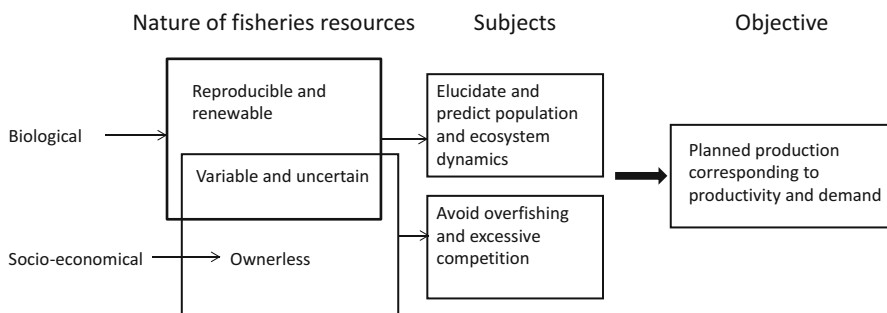 Nature of fisheries resources
Subjects
Objective
Biological
Reproducible and
renewable
Variable and uncertain
Socio-economical
Ownerless
Elucidate and
predict population
and ecosystem
dynamics
Avoid overfishing
and excessive
competition
Planned production
corresponding to
productivity and demand